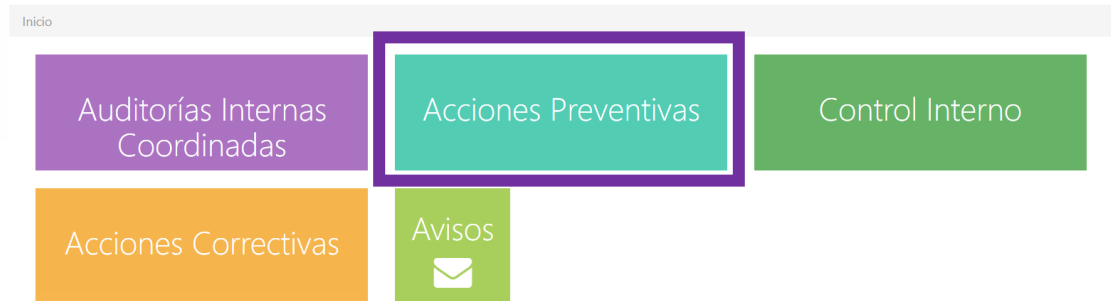 Inicio
Auditorías Internas
Coordinadas
Acciones Preventivas
Control Interno
Acciones Correctivas
Avisos